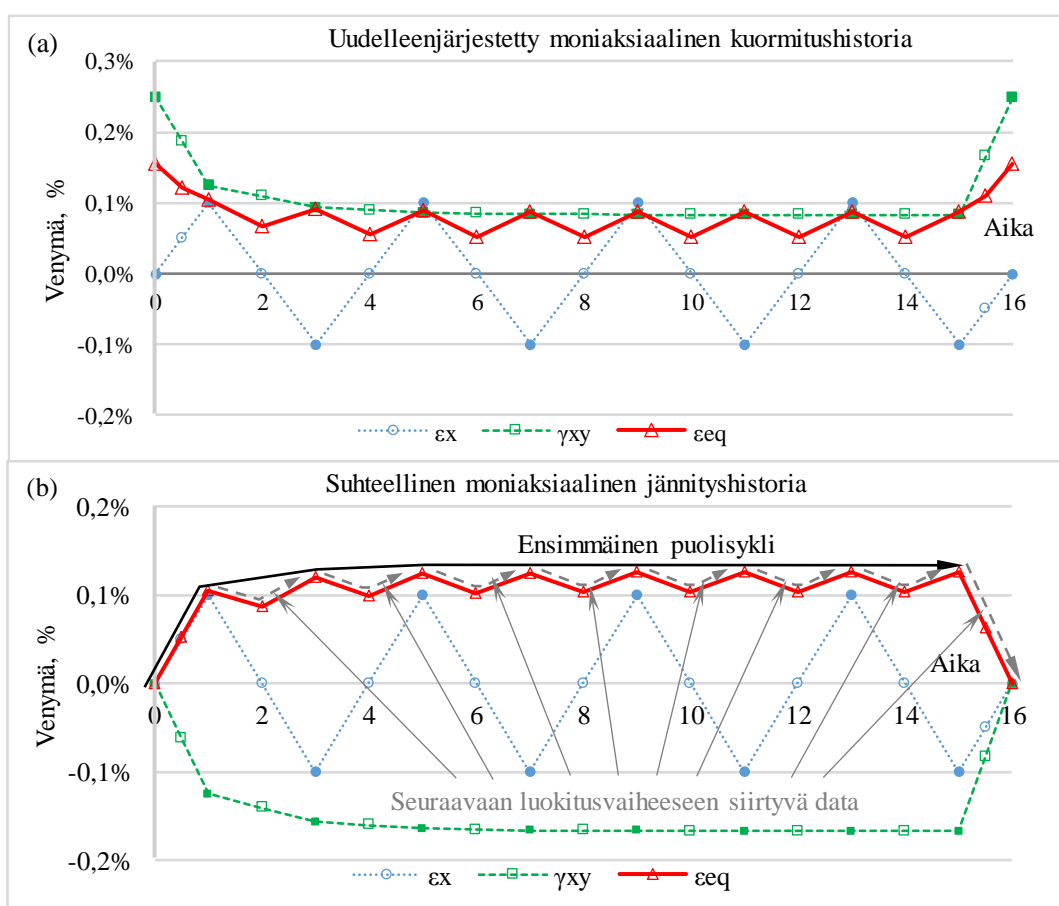 (a)
Uudelleenjärjestetty moniaksiaalinen kuormitushistoria
0,3%
0,2%
0,1%
0,0%
-0,1%
-0,2%
Venymä, %
Aika
0 2 4 6 8 10 12 14 16
εx γxy εeq
(b)
Suhteellinen moniaksiaalinen jännityshistoria
0,2%
0,1%
0,0%
-0,1%
-0,2%
Venymä, %
Ensimmäinen puolisykli
Aika
0 2 4 6 8 10 12 14 16
Seuraavaan luokitusvaiheeseen siirtyvä data
εx γxy εeq